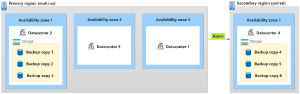 Primary region (multi-az)
Availability zone 1
Datacenter 2
Storage
Backup copy 1
Backup copy 2
Backup copy 3
Availability zone 2
Datacenter 3
Availability zone 3
Datacenter 1
Async
Secondary region (paired)
Availability zone 1
Datacenter 4
Storage
Backup copy 4
Backup copy 5
Backup copy 6